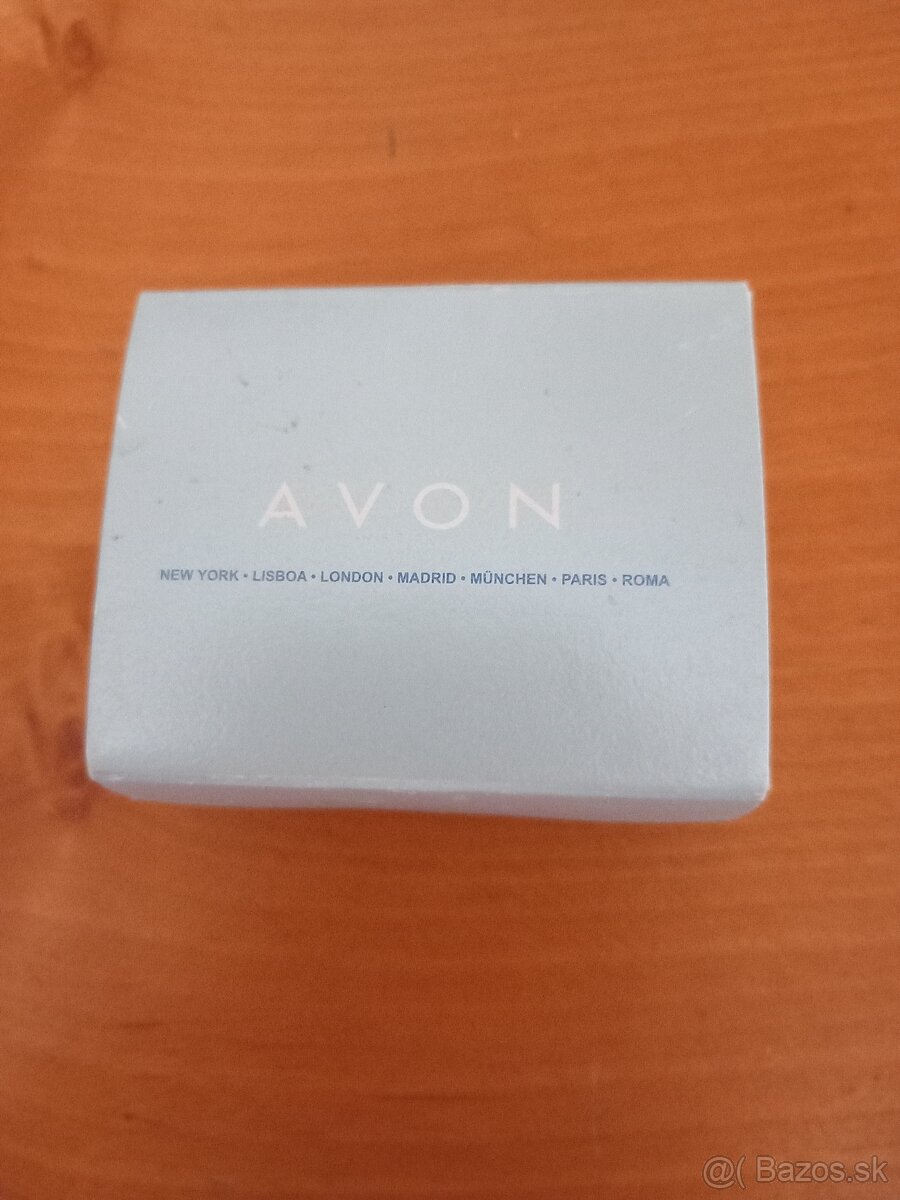 AVON
NEW YORK • LISBOA • LONDON • MADRID • MÜNCHEN • PARIS • ROMA
@( Bazos.sk